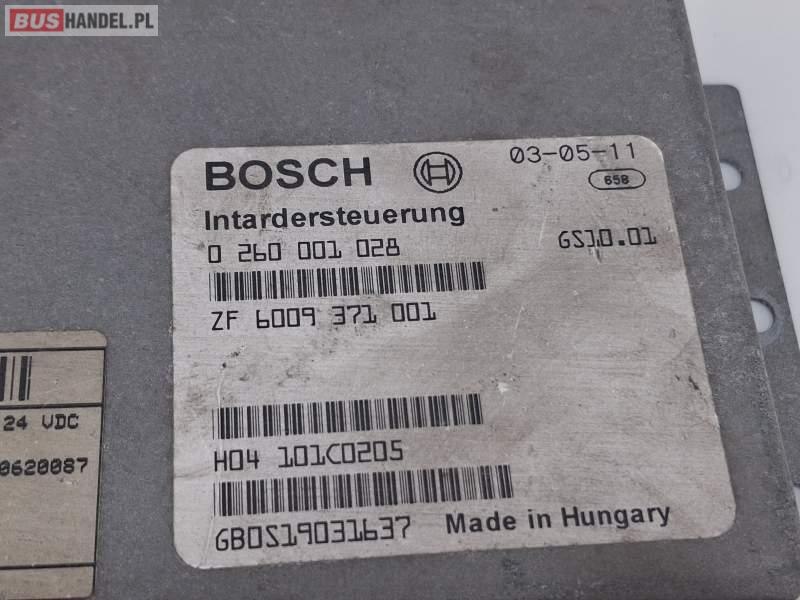 BUSHANDEL.PL
BOSCH
03-05-11
658
Intardersteuerung
0 260 001 028
GS10.01
ZF 6009 371 001
H04 101C0205
GB0S19031637
Made in Hungary
24 VDC
0620087